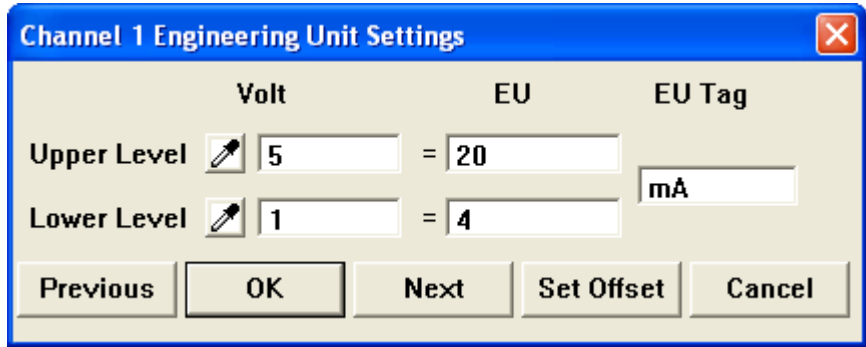 Channel 1 Engineering Unit Settings
Volt EU EU Tag
Upper Level 5 = 20
mA
Lower Level 1 = 4
Previous OK Next Set Offset Cancel